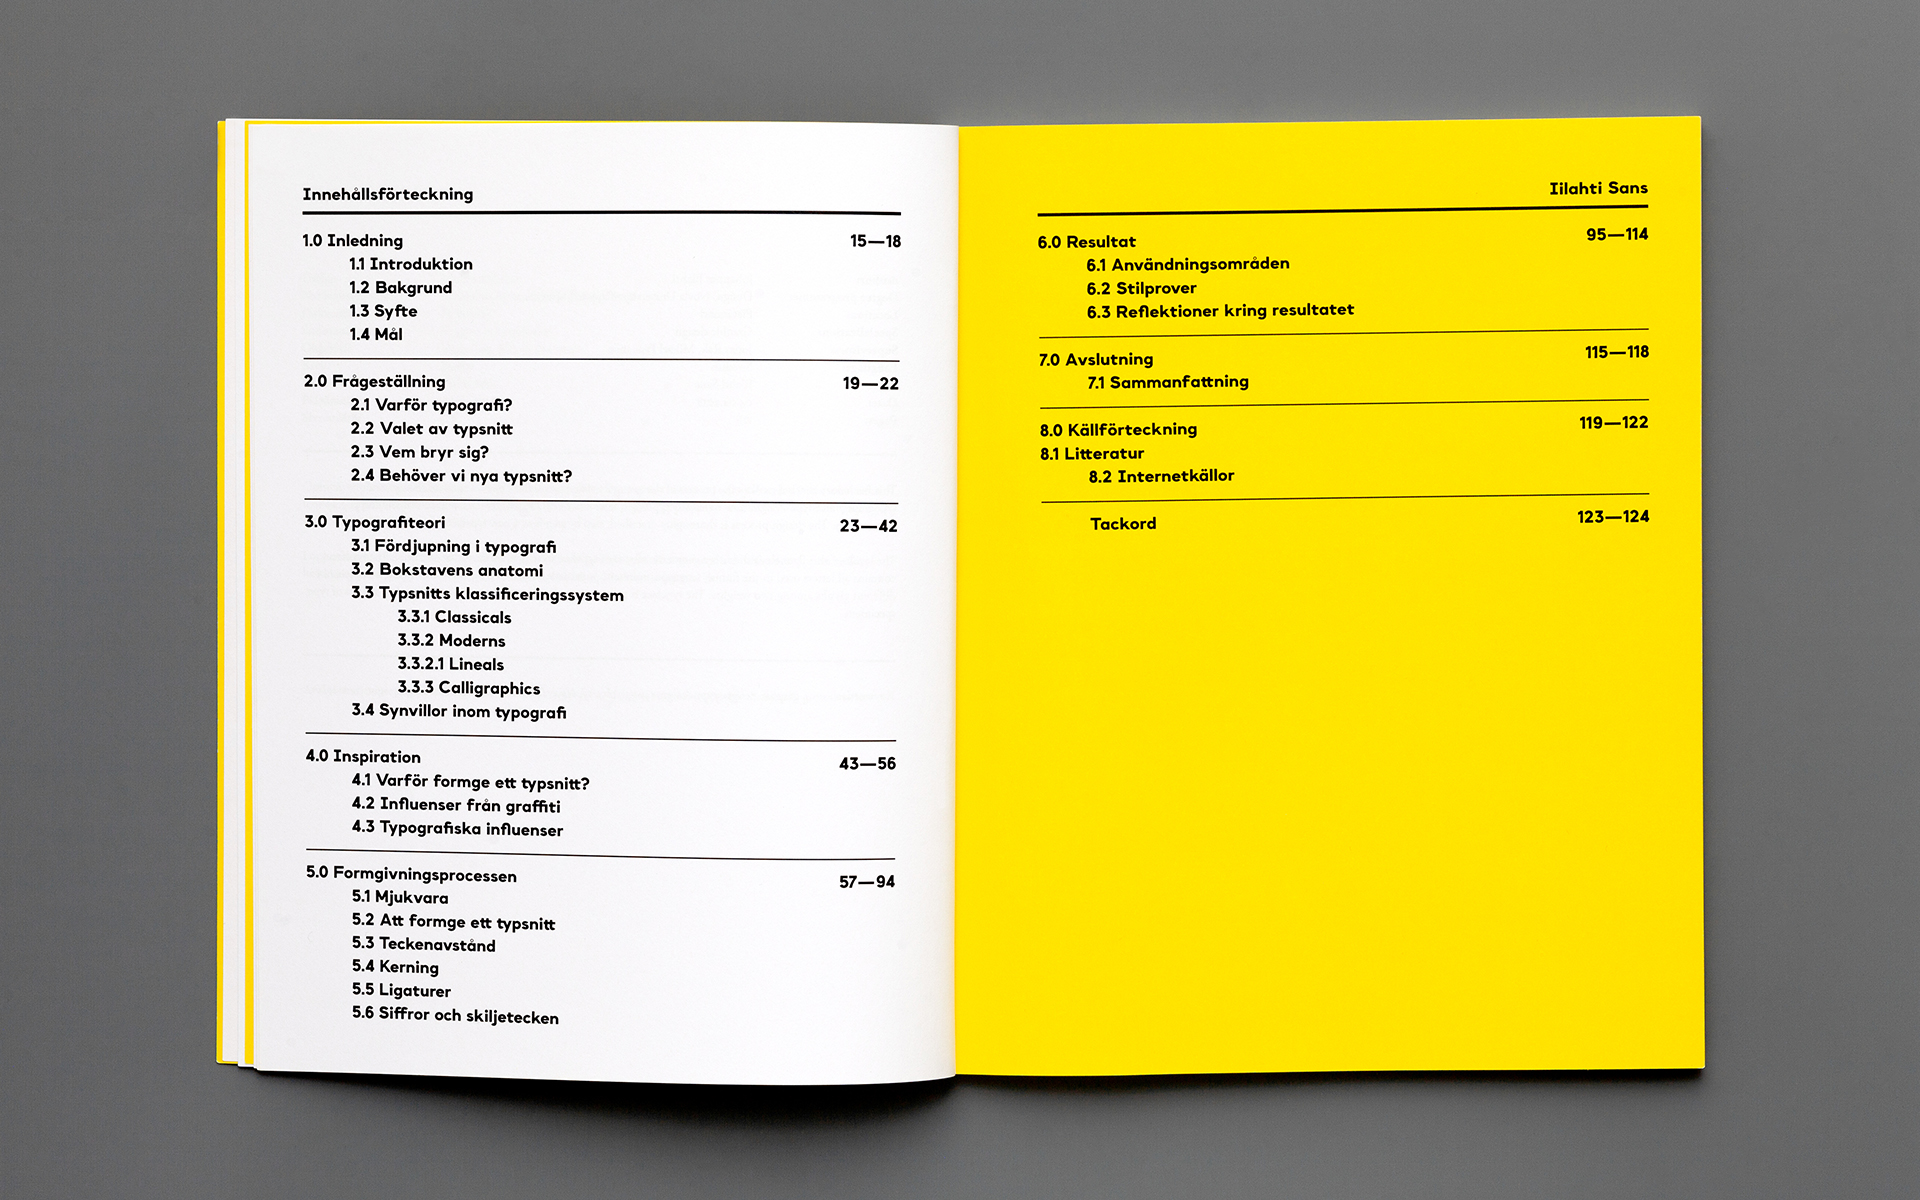 Innehållsförteckning
1.0 Inledning 15—18
1.1 Introduktion
1.2 Bakgrund
1.3 Syfte
1.4 Mål
2.0 Frågeställning 19—22
2.1 Varför typografi?
2.2 Valet av typsnitt
2.3 Vem bryr sig?
2.4 Behöver vi nya typsnitt?
3.0 Typografiteori 23—42
3.1 Fördjupning i typografi
3.2 Bokstavens anatomi
3.3 Typsnitts klassificeringssystem
3.3.1 Classicals
3.3.2 Moderns
3.3.2.1 Lineals
3.3.3 Calligraphics
3.4 Synvillor inom typografi
4.0 Inspiration 43—56
4.1 Varför formge ett typsnitt?
4.2 Influenser från graffiti
4.3 Typografiska influenser
5.0 Formgivningsprocessen 57—94
5.1 Mjukvara
5.2 Att formge ett typsnitt
5.3 Teckenavstånd
5.4 Kerning
5.5 Ligaturer
5.6 Siffror och skiljetecken
Iilahti Sans
6.0 Resultat 95—114
6.1 Användningsområden
6.2 Stilprover
6.3 Reflektioner kring resultatet
7.0 Avslutning 115—118
7.1 Sammanfattning
8.0 Källförteckning 119—122
8.1 Litteratur
8.2 Internetkällor
Tackord 123—124